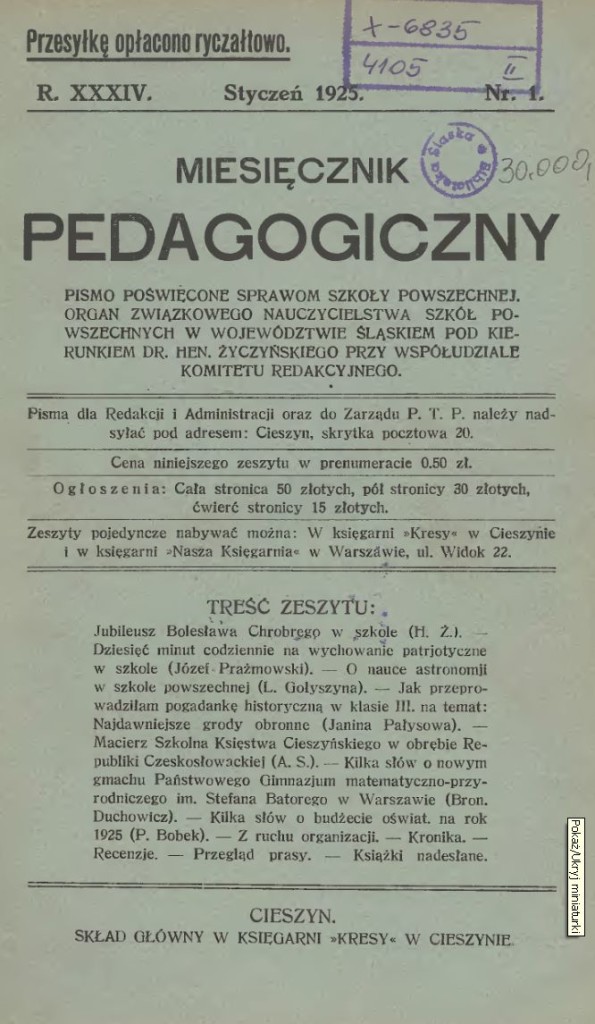 Przesyłkę opłacono ryczałtowo.
X-6835
4105 II
R. XXXIV. Styczeń 1925. Nr. 1.
MIESIĘCZNIK
Śląska Biblioteka
30.000,
PEDAGOGICZNY
PISMO POŚWIĘCONE SPRAWOM SZKOŁY POWSZECHNEJ.
ORGAN ZWIĄZKOWEGO NAUCZYCIELSTWA SZKÓŁ PO-
WSZECHNYCH W WOJEWÓDZTWIE ŚLĄSKIEM POD KIE-
RUNKIEM DR. HEN. ŻYCZYŃSKIEGO PRZY WSPÓŁUDZIALE
KOMITETU REDAKCYJNEGO.
Pisma dla Redakcji i Administracji oraz do Zarządu P. T. P. należy nad-
syłać pod adresem: Cieszyn, skrytka pocztowa 20.
Cena niniejszego zeszytu w prenumeracie 0.50 zł.
Ogłoszenia: Cała stronica 50 złotych, pół stronicy 30 złotych,
ćwierć stronicy 15 złotych.
Zeszyty pojedyncze nabywać można: W księgarni »Kresy« w Cieszynie
i w księgarni »Nasza Księgarnia« w Warszawie, ul. Widok 22.
TREŚĆ ZESZYTU:
Jubileusz Bolesława Chrobrego w szkole (H. Ż.). —
Dziesięć minut codziennie na wychowanie patrjotyczne
w szkole (Józef Prażmowski). — O nauce astronomji
w szkole powszechnej (L. Gołyszyna). — Jak przepro-
wadziłam pogadankę historyczną w klasie III. na temat:
Najdawniejsze grody obronne (Janina Pałysowa). —
Macierz Szkolna Księstwa Cieszyńskiego w obrębie Re-
publiki Czeskosłowackiej (A. S.). — Kilka słów o nowym
gmachu Państwowego Gimnazjum matematyczno-przy-
rodniczego im. Stefana Batorego w Warszawie (Bron.
Duchowicz). — Kilka słów o budżecie oświat. na rok
1925 (P. Bobek). — Z ruchu organizacji. — Kronika. —
Recenzje. — Przegląd prasy. — Książki nadesłane.
CIESZYN.
SKŁAD GŁÓWNY W KSIĘGARNI »KRESY« W CIESZYNIE.
Pokaż/Ukryj miniaturki